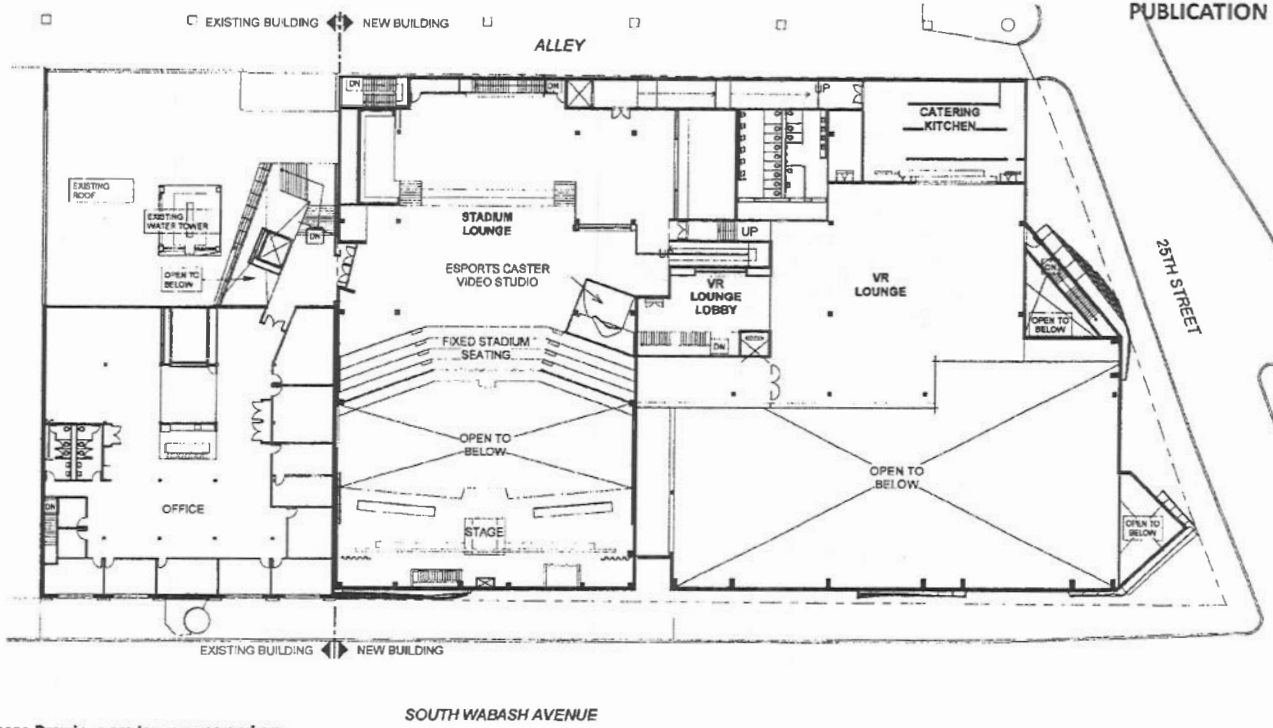 PUBLICATION
EXISTING BUILDING
NEW BUILDING
ALLEY
DN
DN
UP
CATERING
KITCHEN
EXISTING
ROOF
EXISTING
WATER TOWER
DN
OPEN TO
BELOW
STADIUM
LOUNGE
UP
ESPORTS CASTER
VIDEO STUDIO
VR
LOUNGE
LOBBY
DN
VR
LOUNGE
DN
OPEN TO
BELOW
25TH STREET
FIXED STADIUM
SEATING
OPEN TO
BELOW
OPEN TO
BELOW
OPEN TO
BELOW
DN
OFFICE
STAGE
EXISTING BUILDING
NEW BUILDING
SOUTH WABASH AVENUE